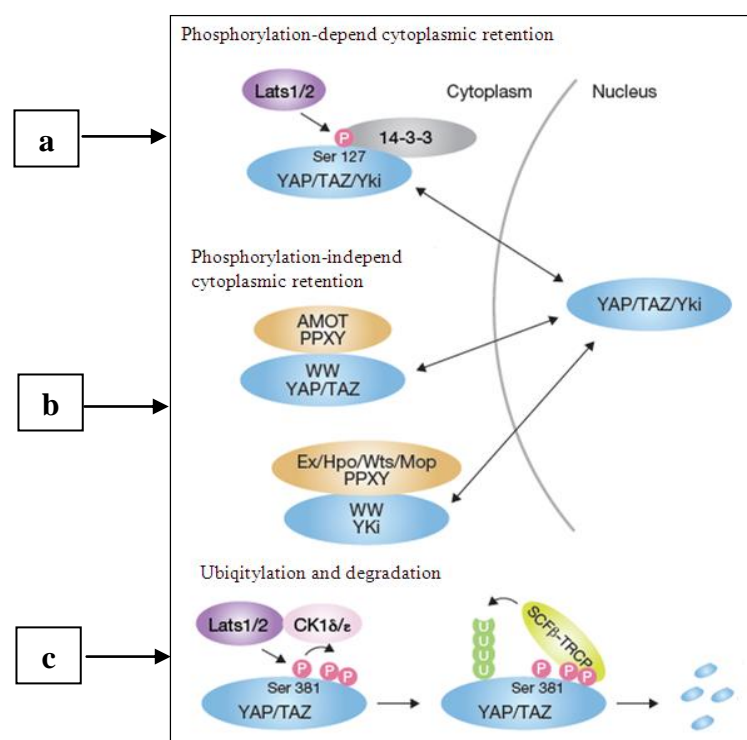 Phosphorylation-depend cytoplasmic retention
Lats1/2
Cytoplasm
Nucleus
a
P
14-3-3
Ser 127
YAP/TAZ/Yki
Phosphorylation-independ
cytoplasmic retention
YAP/TAZ/Yki
AMOT
PPXY
WW
YAP/TAZ
b
Ex/Hpo/Wts/Mop
PPXY
WW
YKi
Ubiqitylation and degradation
c
Lats1/2
CK1δ/ε
P
P
P
Ser 381
YAP/TAZ
U
U
U
U
SCFβ-TRCP
P
P
P
Ser 381
YAP/TAZ